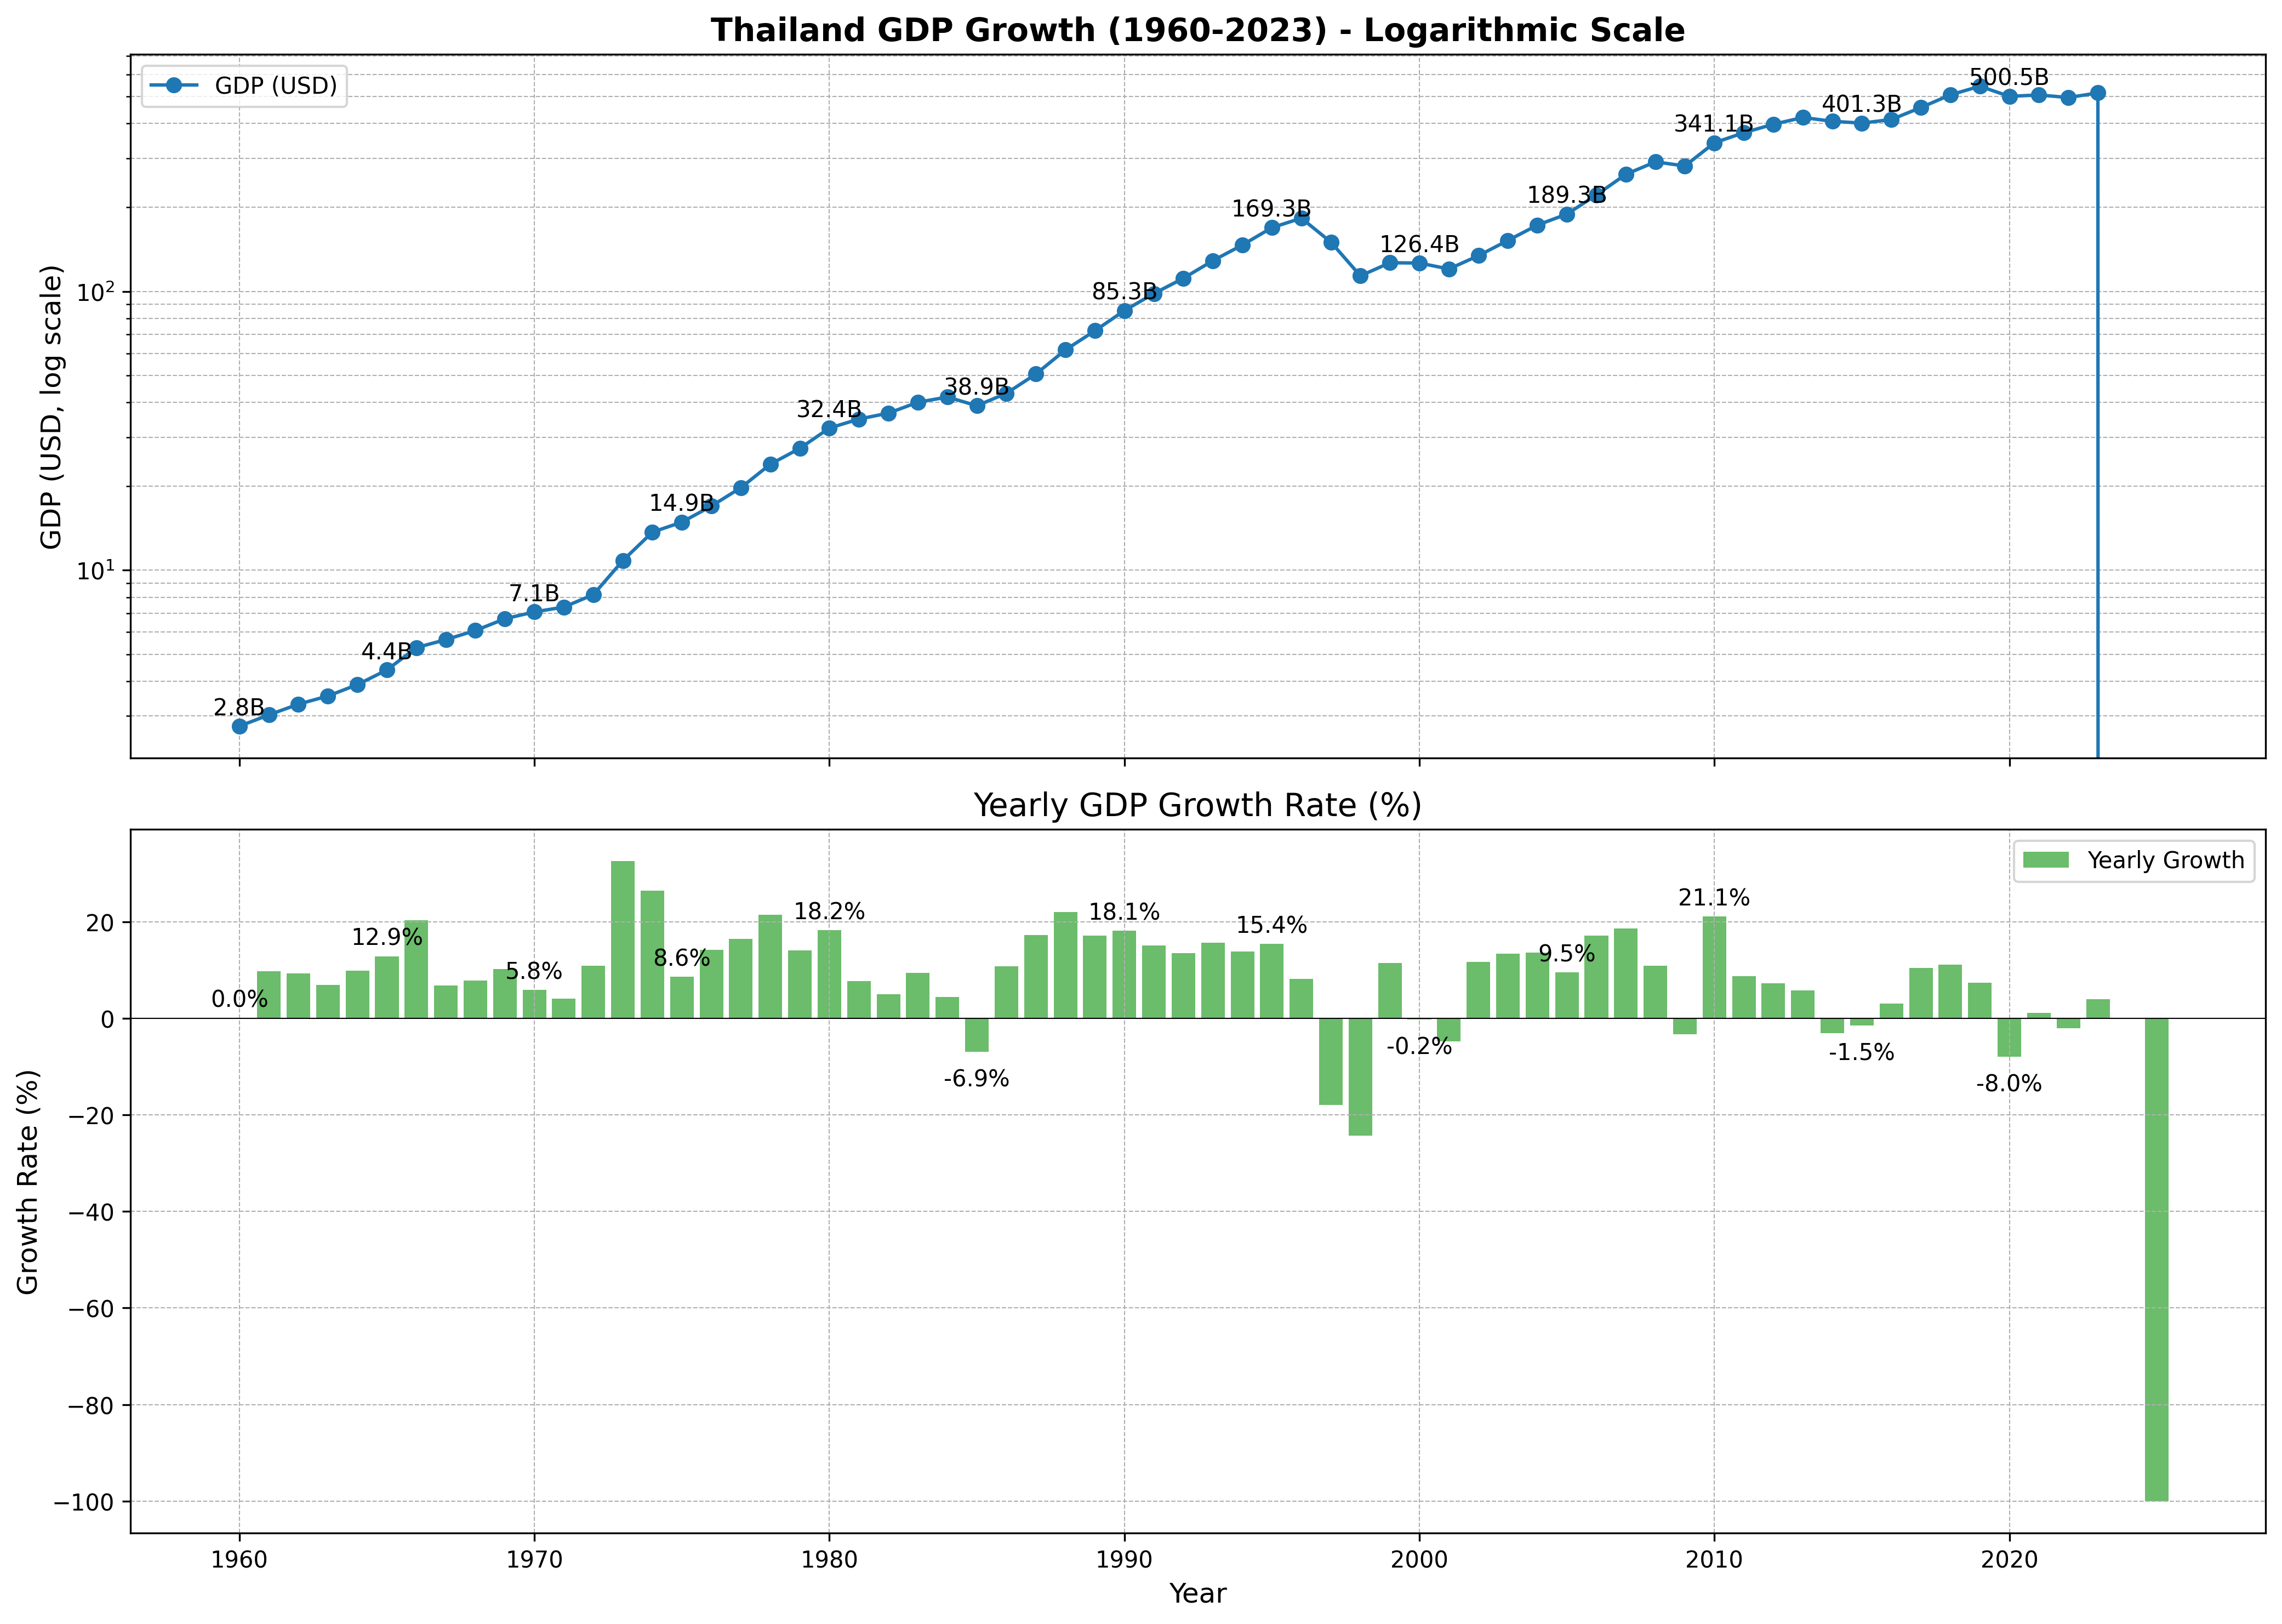 Thailand GDP Growth (1960-2023) - Logarithmic Scale
GDP (USD)
GDP (USD, log scale)
10²
10¹
2.8B
4.4B
7.1B
14.9B
32.4B
38.9B
85.3B
169.3B
126.4B
189.3B
341.1B
401.3B
500.5B
Yearly GDP Growth Rate (%)
Yearly Growth
Growth Rate (%)
20
0
−20
−40
−60
−80
−100
0.0%
12.9%
5.8%
8.6%
18.2%
-6.9%
18.1%
15.4%
-0.2%
9.5%
21.1%
-1.5%
-8.0%
1960 1970 1980 1990 2000 2010 2020
Year